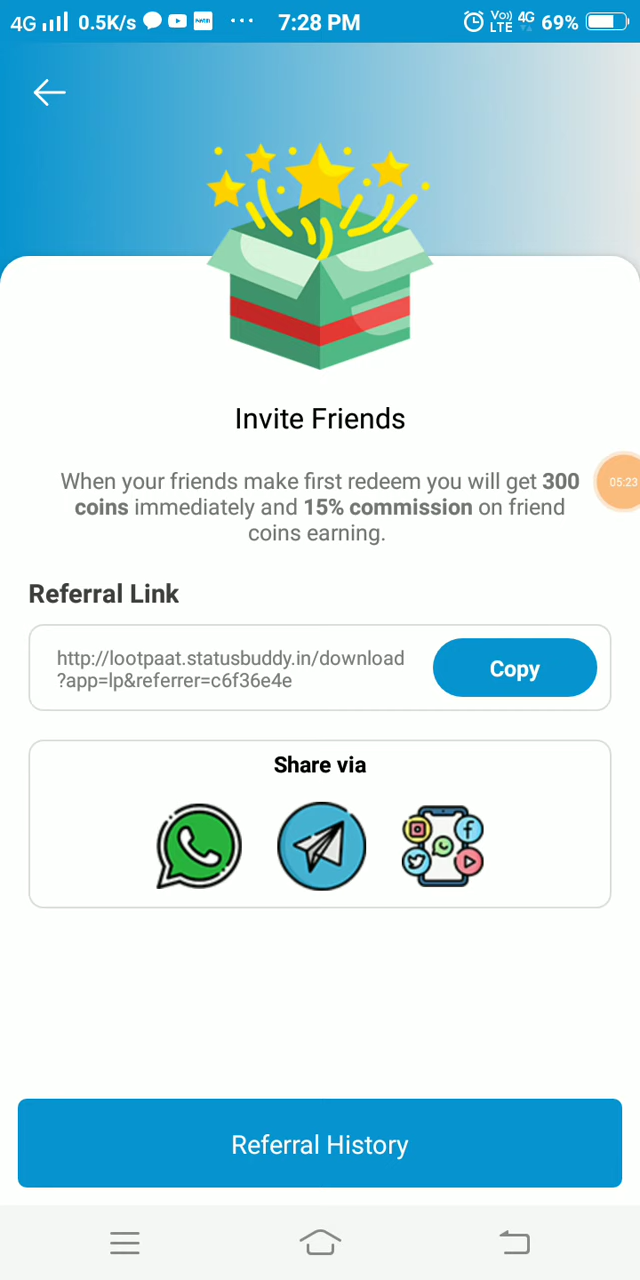 4G 0.5K/s ... 7:28 PM Vo) LTE 4G 69%
Invite Friends
When your friends make first redeem you will get 300
coins immediately and 15% commission on friend
coins earning.
05:23
Referral Link
http://lootpaat.statusbuddy.in/download
?app=lp&referrer=c6f36e4e
Copy
Share via
Referral History